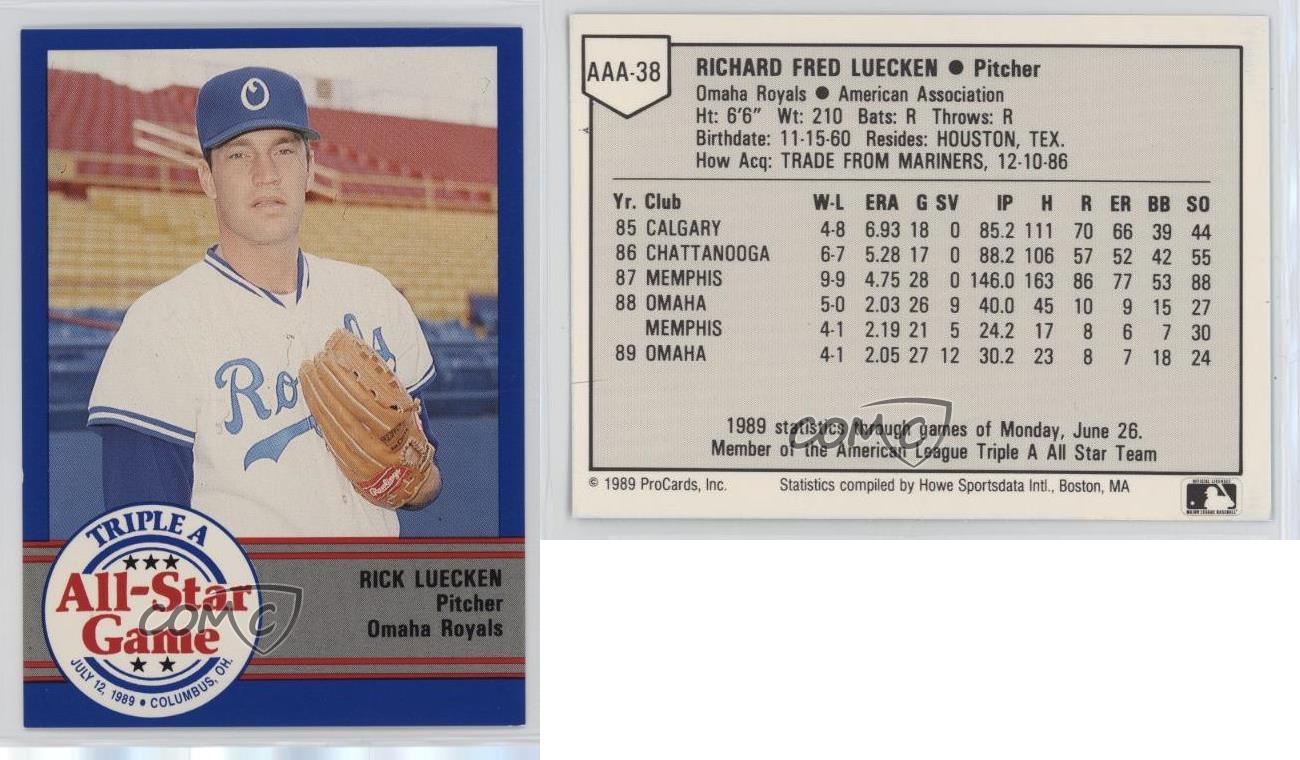 O
Royals
Rawlings
TRIPLE A
All-Star
Game
JULY 12, 1989 • COLUMBUS, OH.
RICK LUECKEN
Pitcher
Omaha Royals
COMC
AAA-38
RICHARD FRED LUECKEN ● Pitcher
Omaha Royals ● American Association
Ht: 6'6" Wt: 210 Bats: R Throws: R
Birthdate: 11-15-60 Resides: HOUSTON, TEX.
How Acq: TRADE FROM MARINERS, 12-10-86
Yr. Club W-L ERA G SV IP H R ER BB SO
85 CALGARY 4-8 6.93 18 0 85.2 111 70 66 39 44
86 CHATTANOOGA 6-7 5.28 17 0 88.2 106 57 52 42 55
87 MEMPHIS 9-9 4.75 28 0 146.0 163 86 77 53 88
88 OMAHA 5-0 2.03 26 9 40.0 45 10 9 15 27
MEMPHIS 4-1 2.19 21 5 24.2 17 8 6 7 30
89 OMAHA 4-1 2.05 27 12 30.2 23 8 7 18 24
1989 statistics through games of Monday, June 26.
Member of the American League Triple A All Star Team
COMC
© 1989 ProCards, Inc. Statistics compiled by Howe Sportsdata Intl., Boston, MA
OFFICIAL LICENSEE
MAJOR LEAGUE BASEBALL